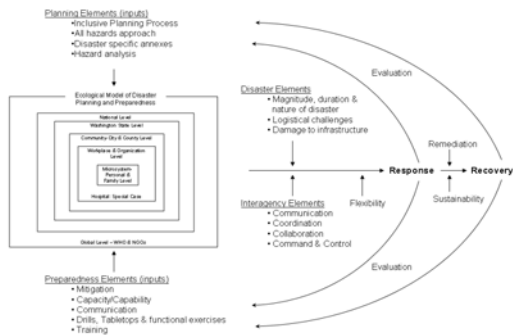 Planning Elements (inputs)
•Inclusive Planning Process
•All hazards approach
•Disaster specific annexes
•Hazard analysis
Ecological Model of Disaster
Planning and Preparedness
National Level
Washington State Level
Community-City & County Level
Workplace & Organization
Level
Microsystem-
Personal &
Family Level
Hospital: Special Case
Global Level – WHO & NGOs
Preparedness Elements (inputs)
• Mitigation
• Capacity/Capability
• Communication
• Drills, Tabletops & functional exercises
• Training
Disaster Elements
• Magnitude, duration &
nature of disaster
• Logistical challenges
• Damage to infrastructure
Interagency Elements
• Communication
• Coordination
• Collaboration
• Command & Control
Flexibility
Response
Remediation
Recovery
Sustainability
Evaluation
Evaluation